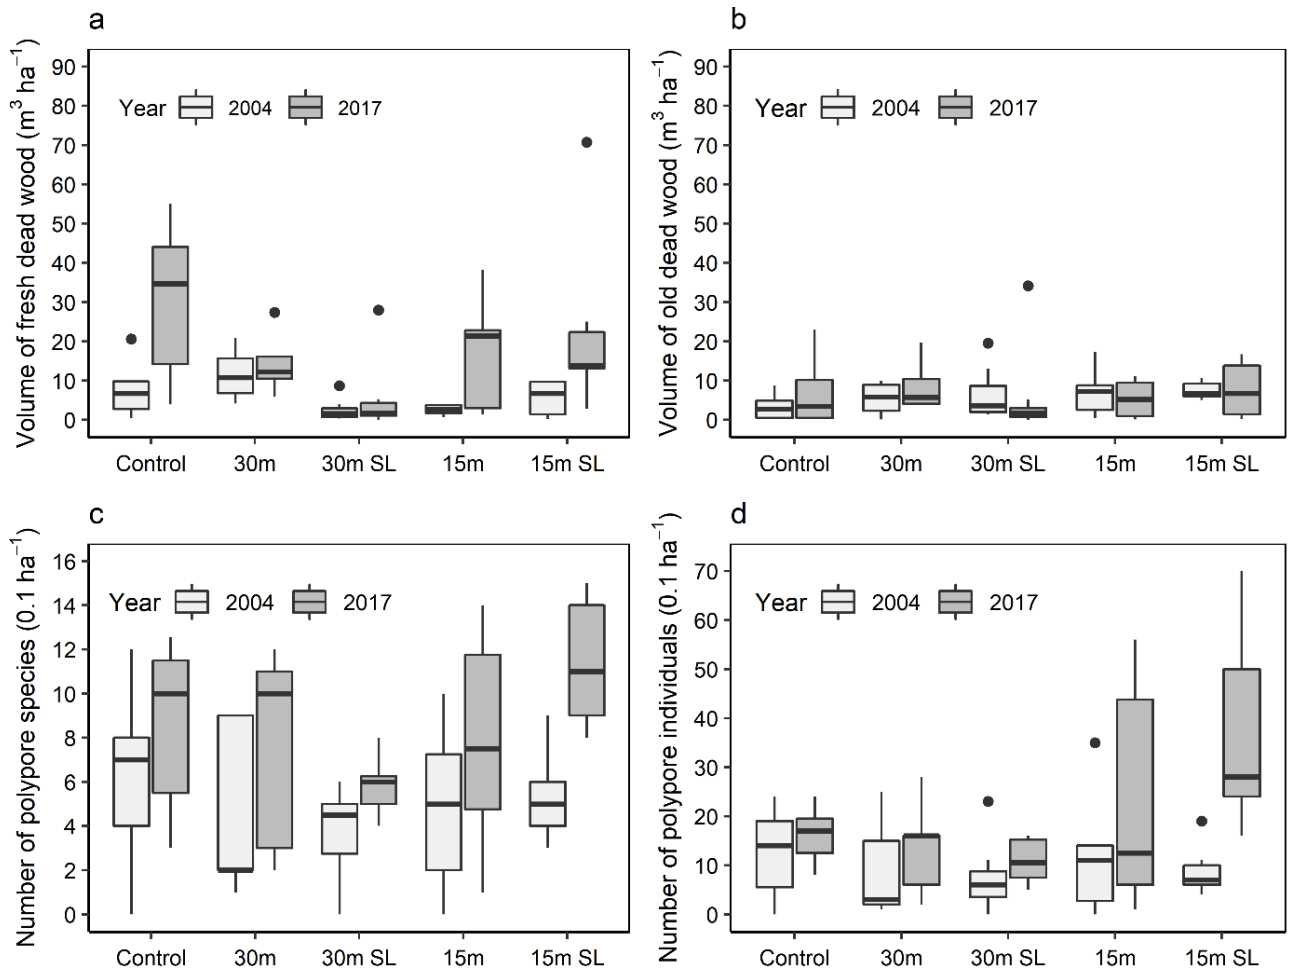 a
Volume of fresh dead wood (m³ ha⁻¹)
90
80
70
60
50
40
30
20
10
0
Year 2004 2017
Control 30m 30m SL 15m 15m SL
b
Volume of old dead wood (m³ ha⁻¹)
90
80
70
60
50
40
30
20
10
0
Year 2004 2017
Control 30m 30m SL 15m 15m SL
c
Number of polypore species (0.1 ha⁻¹)
16
14
12
10
8
6
4
2
0
Year 2004 2017
Control 30m 30m SL 15m 15m SL
d
Number of polypore individuals (0.1 ha⁻¹)
70
60
50
40
30
20
10
0
Year 2004 2017
Control 30m 30m SL 15m 15m SL